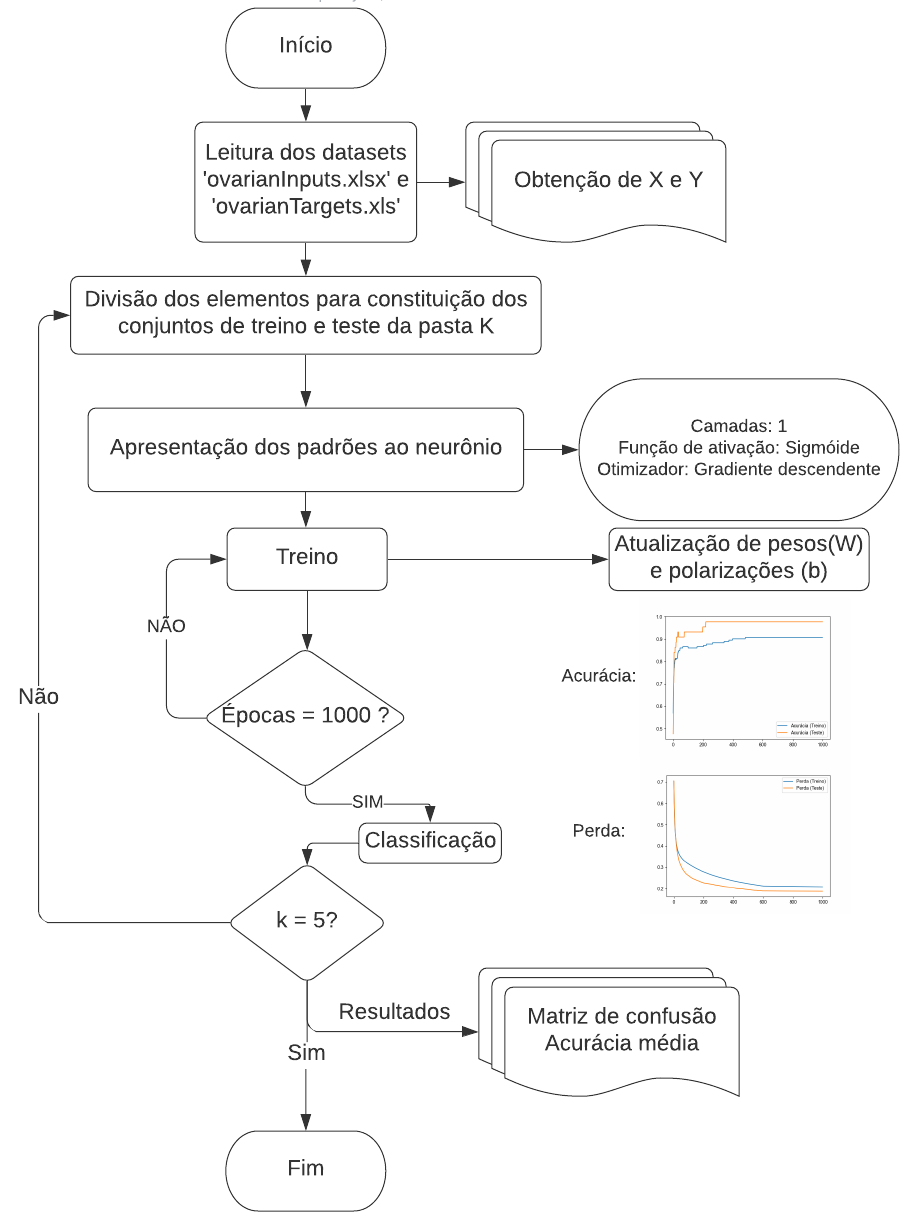 Início
Leitura dos datasets
'ovarianInputs.xlsx' e
'ovarianTargets.xls'
Obtenção de X e Y
Divisão dos elementos para constituição dos
conjuntos de treino e teste da pasta K
Apresentação dos padrões ao neurônio
Camadas: 1
Função de ativação: Sigmóide
Otimizador: Gradiente descendente
Treino
Atualização de pesos(W)
e polarizações (b)
NÃO
Não
Épocas = 1000 ?
Acurácia:
1.0
0.9
0.8
0.7
0.6
0.5
0
200
400
600
800
1000
Acurácia (Treino)
Acurácia (Teste)
SIM
Classificação
Perda:
0.7
0.6
0.5
0.4
0.3
0.2
0
200
400
600
800
1000
Perda (Treino)
Perda (Teste)
k = 5?
Resultados
Matriz de confusão
Acurácia média
Sim
Fim